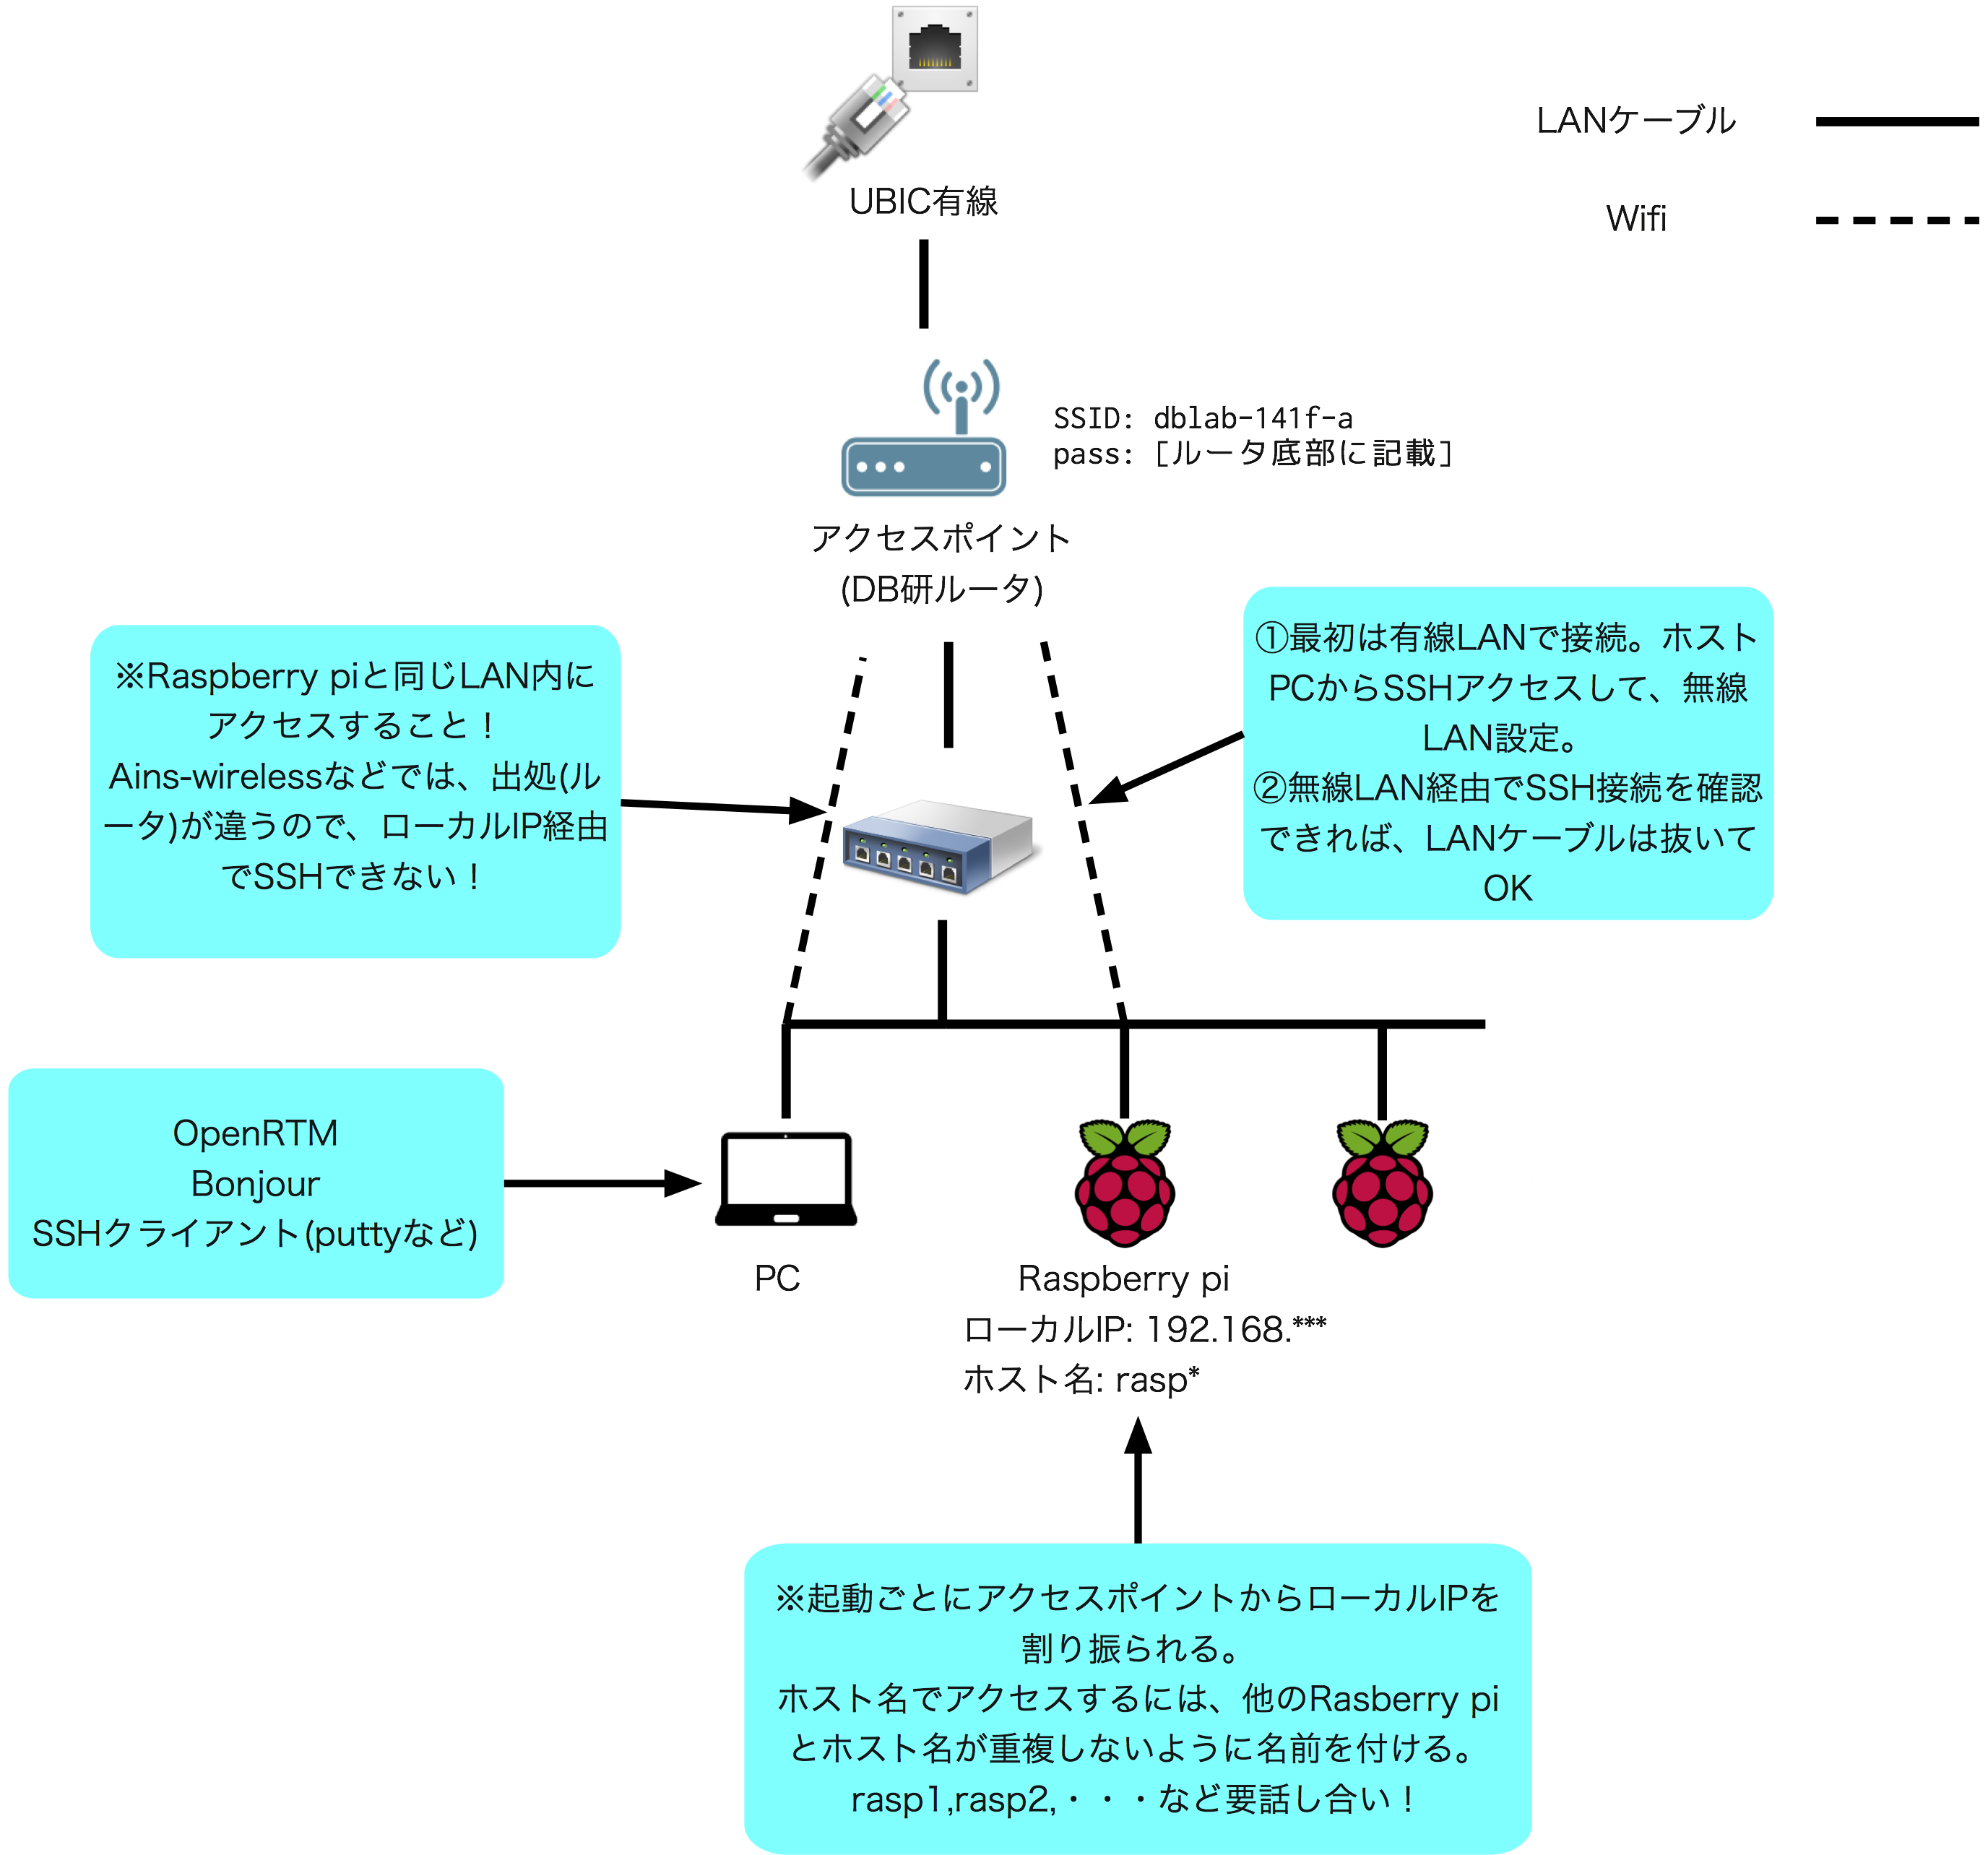 LANケーブル
UBIC有線
Wifi
SSID: dblab-141f-a
pass: [ルータ底部に記載]
アクセスポイント
(DB研ルータ)
※Raspberry piと同じLAN内に
アクセスすること！
Ains-wirelessなどでは、出処(ル
ータ)が違うので、ローカルIP経由
でSSHできない！
①最初は有線LANで接続。ホスト
PCからSSHアクセスして、無線
LAN設定。
②無線LAN経由でSSH接続を確認
できれば、LANケーブルは抜いて
OK
OpenRTM
Bonjour
SSHクライアント(puttyなど)
PC
Raspberry pi
ローカルIP: 192.168.***
ホスト名: rasp*
※起動ごとにアクセスポイントからローカルIPを
割り振られる。
ホスト名でアクセスするには、他のRasberry pi
とホスト名が重複しないように名前を付ける。
rasp1,rasp2,・・・など要話し合い！